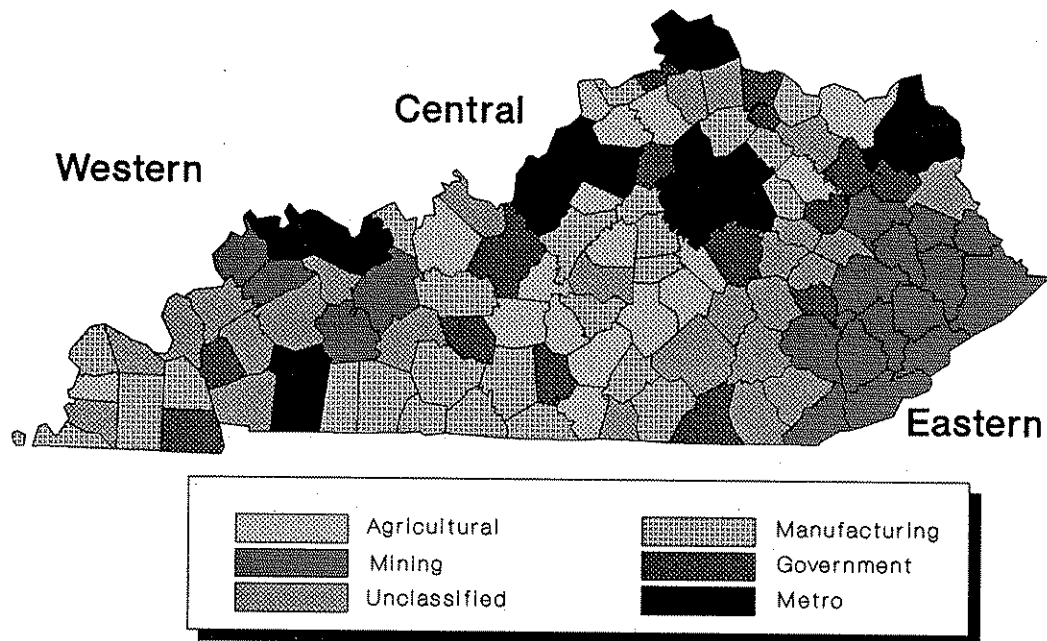 Central
Western
Eastern
Agricultural
Manufacturing
Mining
Government
Unclassified
Metro